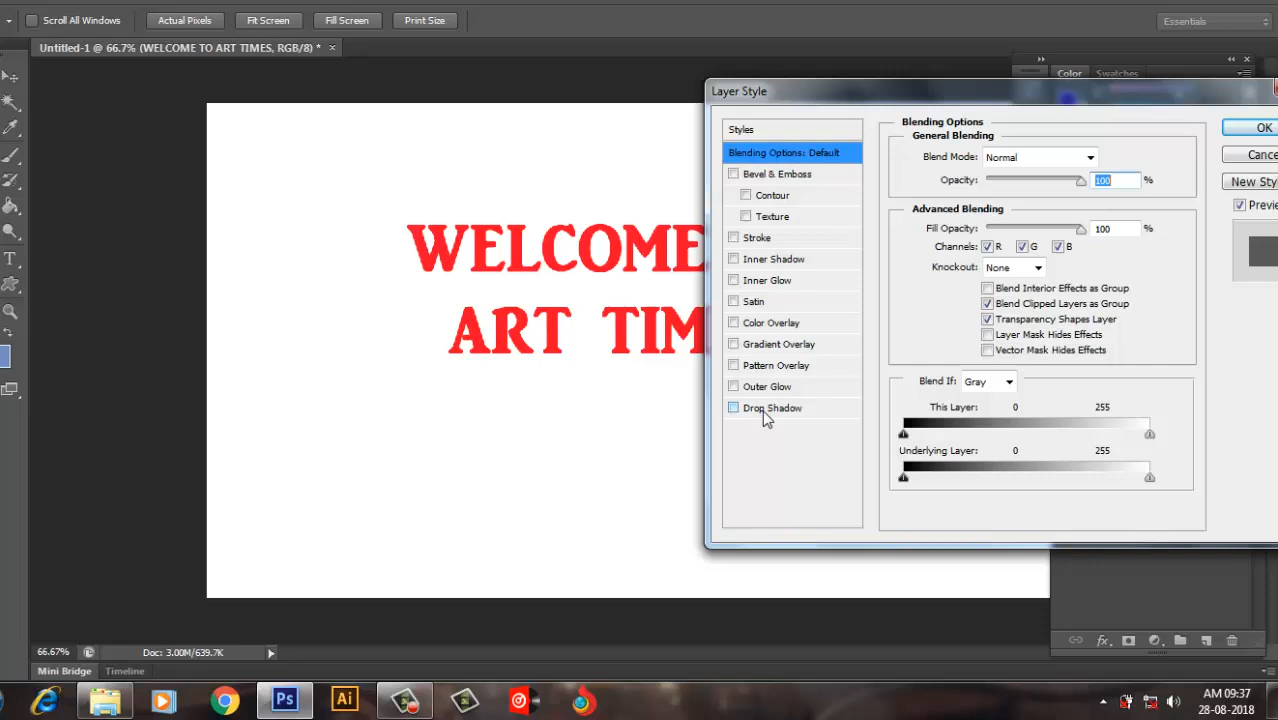 Scroll All Windows
Actual Pixels
Fit Screen
Fill Screen
Print Size
Essentials
Untitled-1 @ 66.7% (WELCOME TO ART TIMES, RGB/8) *
Color
Swatches
WELCOME
ART TIM
Layer Style
Styles
Blending Options: Default
Bevel & Emboss
Contour
Texture
Stroke
Inner Shadow
Inner Glow
Satin
Color Overlay
Gradient Overlay
Pattern Overlay
Outer Glow
Drop Shadow
Blending Options
General Blending
Blend Mode: Normal
Opacity: 100 %
Advanced Blending
Fill Opacity: 100 %
Channels: R G B
Knockout: None
Blend Interior Effects as Group
Blend Clipped Layers as Group
Transparency Shapes Layer
Layer Mask Hides Effects
Vector Mask Hides Effects
Blend If: Gray
This Layer: 0 255
Underlying Layer: 0 255
OK
Cance
New Sty
Previe
66.67%
Doc: 3.00M/639.7K
Mini Bridge
Timeline
fx
Ps
Ai
AM 09:37
28-08-2018